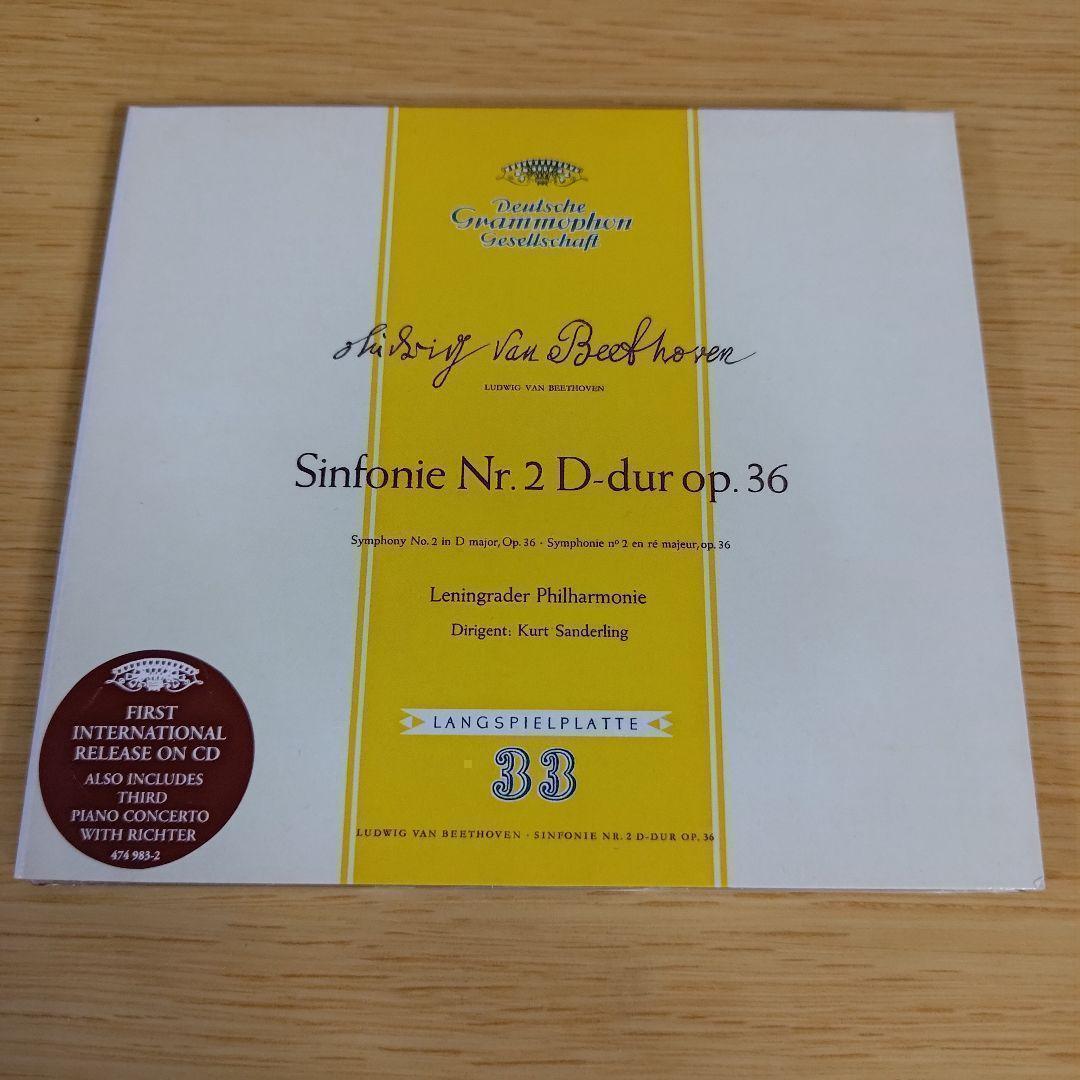 Deutsche
Grammophon
Gesellschaft
Ludwig van Beethoven
LUDWIG VAN BEETHOVEN
Sinfonie Nr. 2 D-dur op. 36
Symphony No. 2 in D major, Op. 36 · Symphonie nº 2 en ré majeur, op. 36
Leningrader Philharmonie
Dirigent: Kurt Sanderling
LANGSPIELPLATTE
33
LUDWIG VAN BEETHOVEN · SINFONIE NR. 2 D-DUR OP. 36
FIRST
INTERNATIONAL
RELEASE ON CD
ALSO INCLUDES
THIRD
PIANO CONCERTO
WITH RICHTER
474 983-2